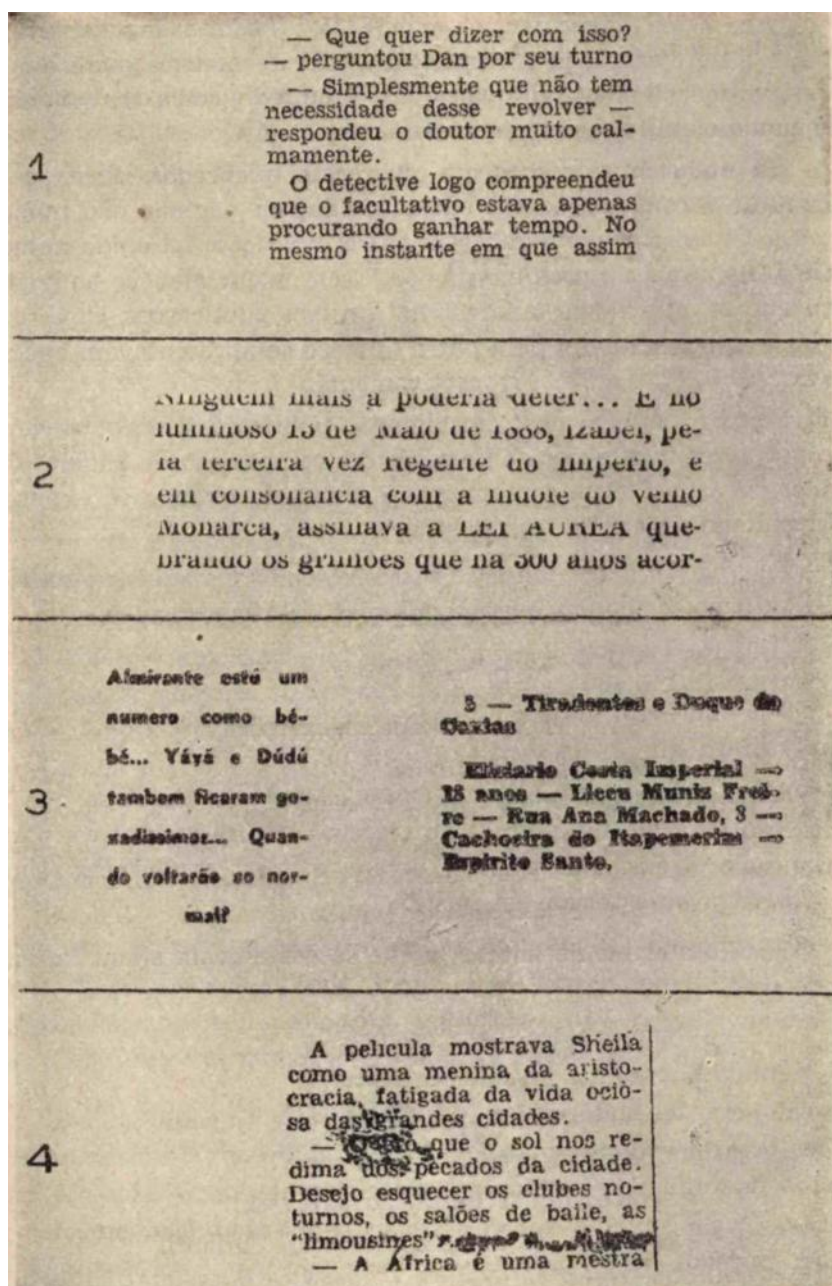 1
— Que quer dizer com isso?
— perguntou Dan por seu turno
— Simplesmente que não tem
necessidade desse revolver —
respondeu o doutor muito cal-
mamente.
O detective logo compreendeu
que o facultativo estava apenas
procurando ganhar tempo. No
mesmo instante em que assim
2
Ninguem mais a poderia deter... E no
luminoso 13 de Maio de 1888, Izabel, pe-
la terceira vez Regente do Imperio, e
em consonancia com a indole do velho
Monarca, assinava a LEI AUREA que-
brando os grilhões que ha 300 anos acor-
3
Almirante está um
numero como bé-
bé... Yáyá e Dúdú
tambem ficaram go-
zadissimos... Quan-
do voltarão ao nor-
mal?
3 — Tiradentes e Duque de
Caxias
Costa Imperial —
13 anos — Liceu Muniz Frei-
re — Rua Ana Machado, 3 —
Cachoeira do Itapemerim —
Espirito Santo.
4
A pelicula mostrava Sheila
como uma menina da aristo-
cracia, fatigada da vida ociò-
sa das grandes cidades.
— que o sol nos re-
dima dos pecados da cidade.
Desejo esquecer os clubes no-
turnos, os salões de baile, as
"limousines"
— A Africa é uma mestra